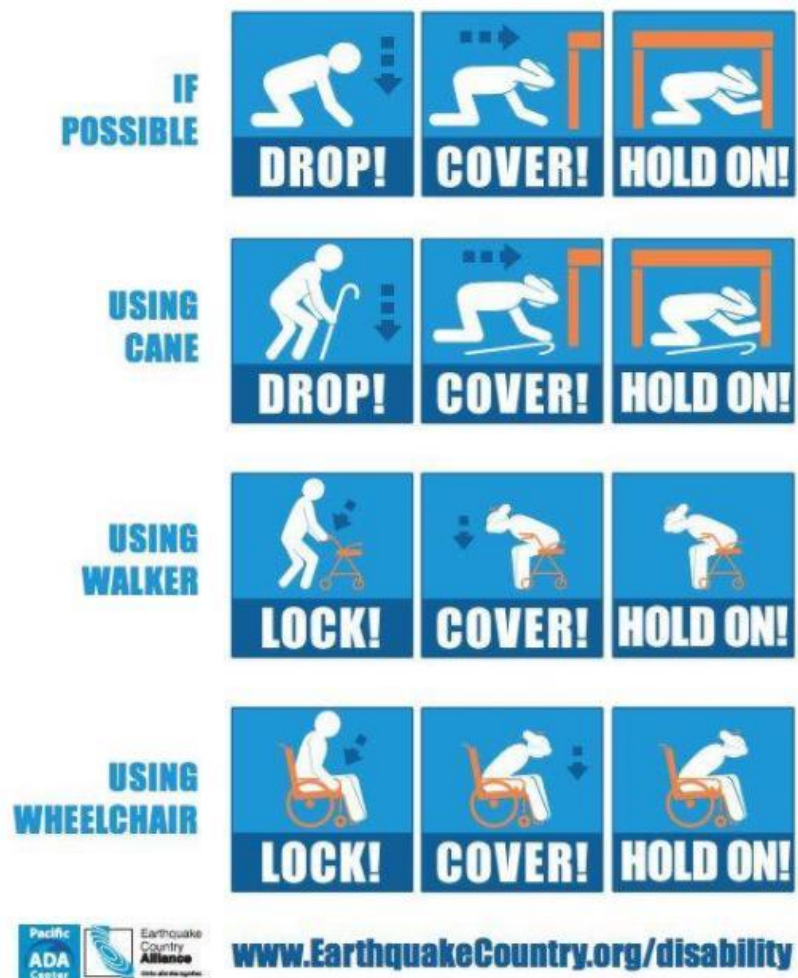 IF
POSSIBLE
DROP!
COVER!
HOLD ON!
USING
CANE
DROP!
COVER!
HOLD ON!
USING
WALKER
LOCK!
COVER!
HOLD ON!
USING
WHEELCHAIR
LOCK!
COVER!
HOLD ON!
Pacific
ADA
Center
Earthquake
Country
Alliance
www.EarthquakeCountry.org/disability